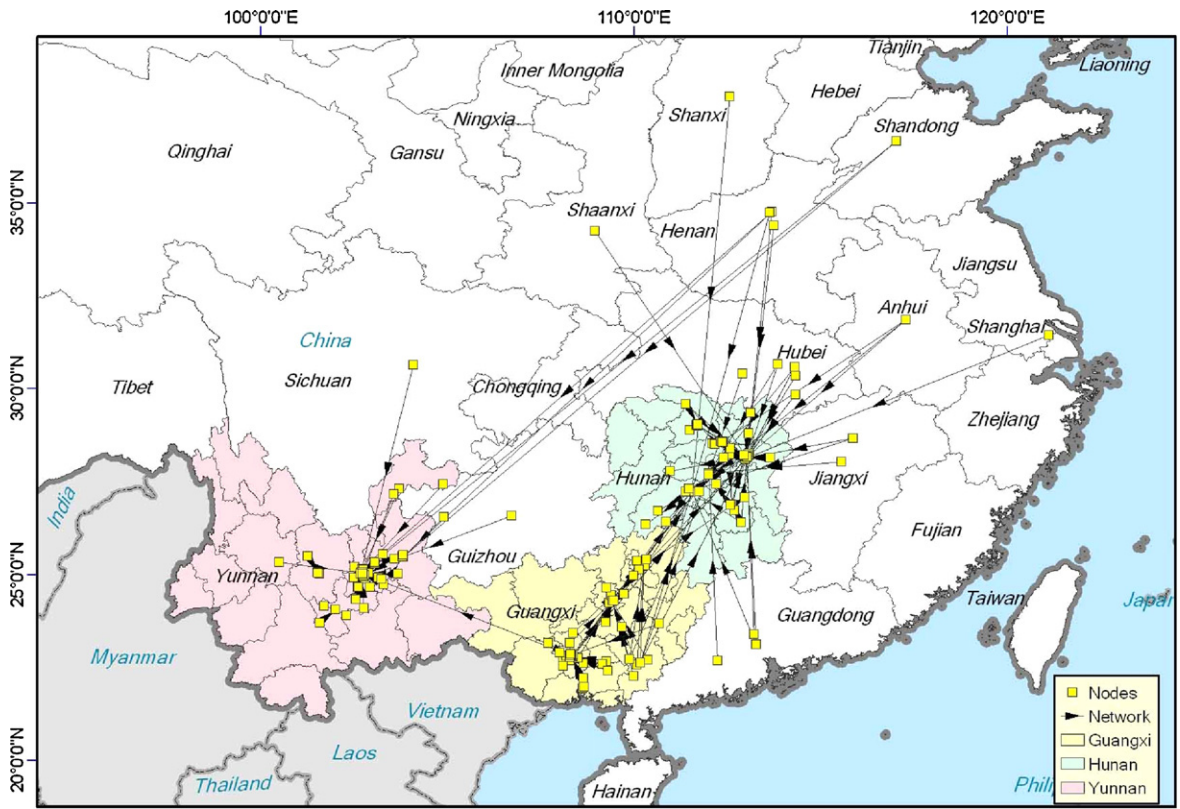 100°0'0"E 110°0'0"E 120°0'0"E
Tianjin
Liaoning
Inner Mongolia
Hebei
Shanxi
Ningxia
Shandong
Qinghai
Gansu
35°0'0"N
Shaanxi
Henan
Jiangsu
Anhui
Shanghai
China
Hubei
Sichuan
Chongqing
Tibet
30°0'0"N
Zhejiang
Hunan
Jiangxi
India
Fujian
Guizhou
25°0'0"N
Yunnan
Guangxi
Guangdong
Taiwan
Japan
Myanmar
Vietnam
Laos
Nodes
Network
Guangxi
Hunan
Yunnan
20°0'0"N
Thailand
Hainan